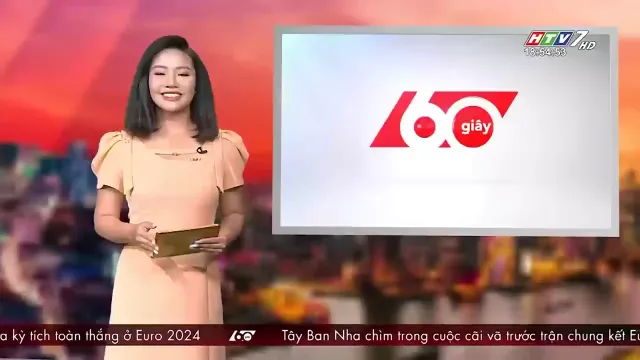 HTV7 HD
18:54:53
60 giây
a kỳ tích toàn thắng ở Euro 2024 60 Tây Ban Nha chìm trong cuộc cãi vã trước trận chung kết E